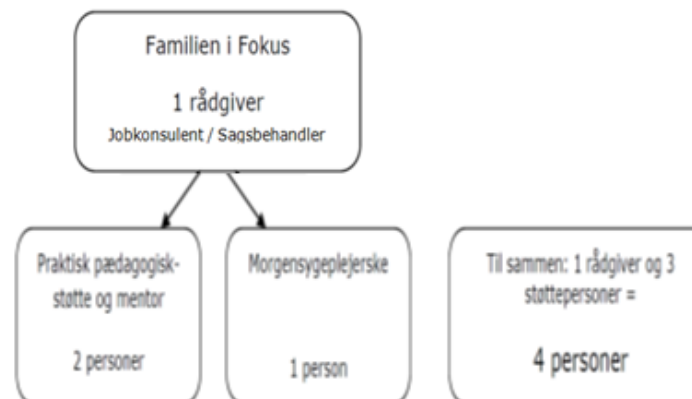 Familien i Fokus
1 rådgiver
Jobkonsulent / Sagsbehandler
Praktisk pædagogisk-
støtte og mentor
2 personer
Morgensygeplejerske
1 person
Til sammen: 1 rådgiver og 3
støttepersoner =
4 personer